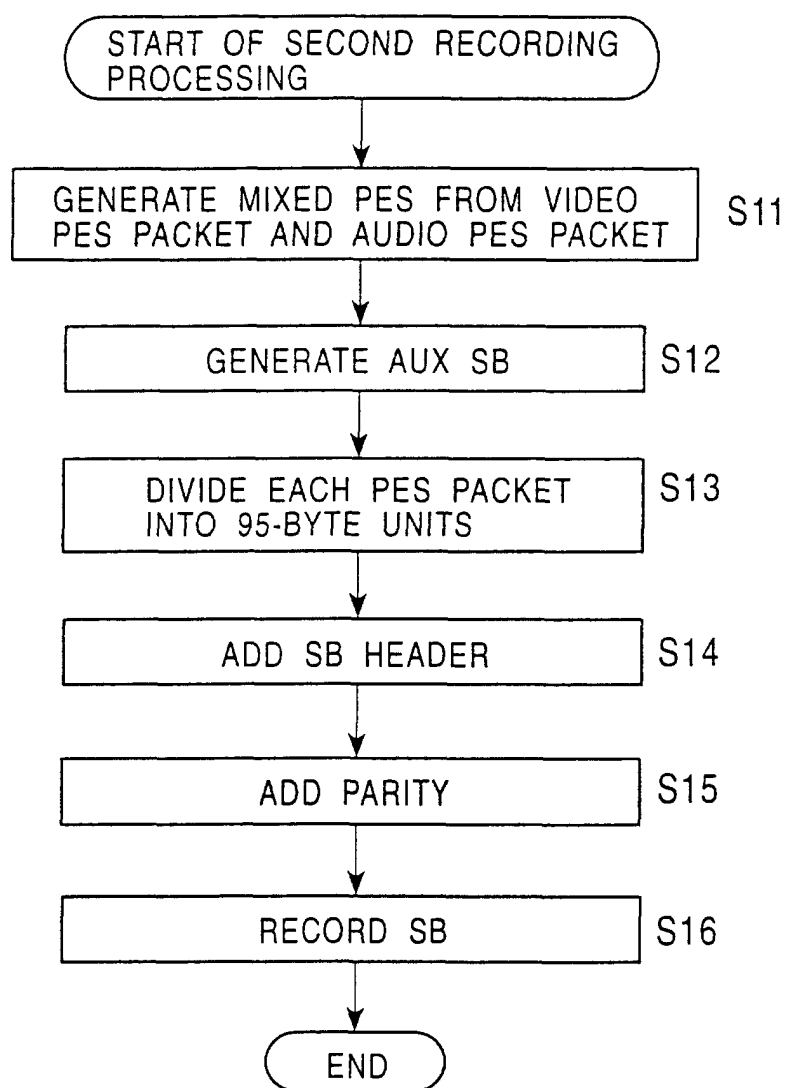 START OF SECOND RECORDING
PROCESSING
GENERATE MIXED PES FROM VIDEO
PES PACKET AND AUDIO PES PACKET
S11
GENERATE AUX SB
S12
DIVIDE EACH PES PACKET
INTO 95-BYTE UNITS
S13
ADD SB HEADER
S14
ADD PARITY
S15
RECORD SB
S16
END